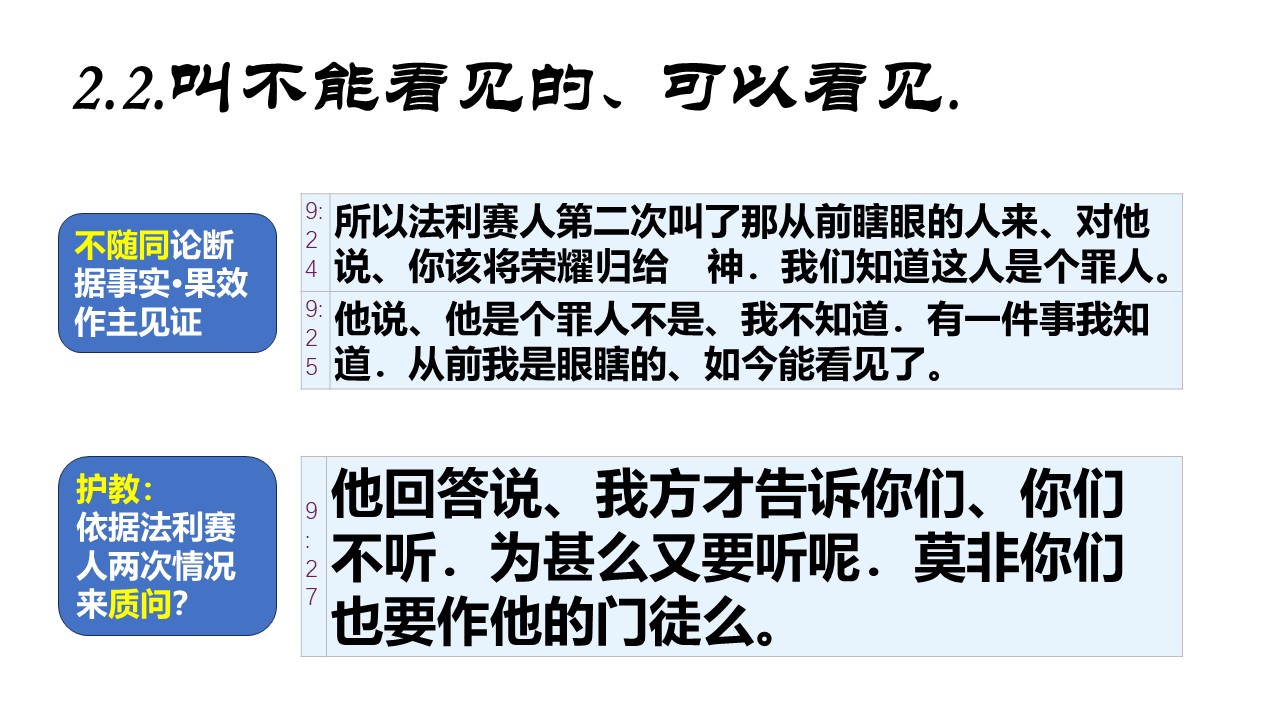 2.2.叫不能看见的、可以看见.
不随同论断
据事实•果效
作主见证
9:
2
4
所以法利赛人第二次叫了那从前瞎眼的人来、对他
说、你该将荣耀归给　神．我们知道这人是个罪人。
9:
2
5
他说、他是个罪人不是、我不知道．有一件事我知
道．从前我是眼瞎的、如今能看见了。
护教：
依据法利赛
人两次情况
来质问？
9
:
2
7
他回答说、我方才告诉你们、你们
不听．为甚么又要听呢．莫非你们
也要作他的门徒么。